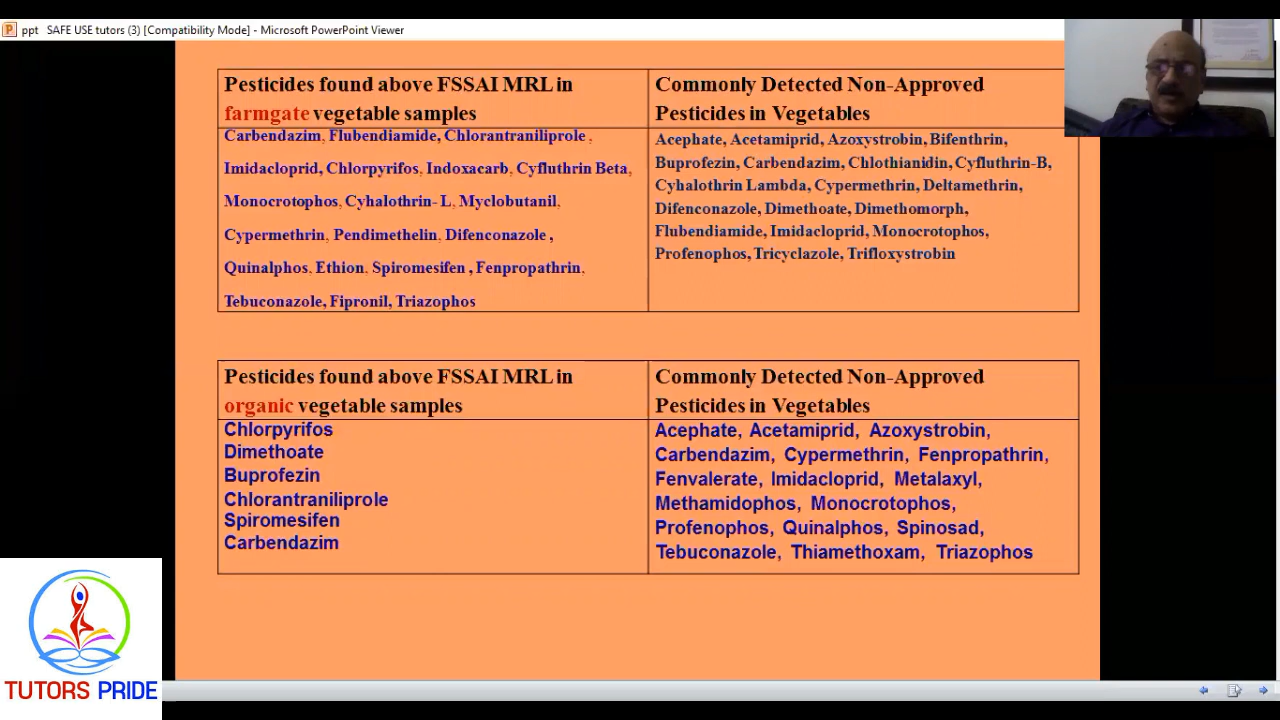 ppt SAFE USE tutors (3) [Compatibility Mode] - Microsoft PowerPoint Viewer
Pesticides found above FSSAI MRL in
farmgate vegetable samples
Commonly Detected Non-Approved
Pesticides in Vegetables
Carbendazim, Flubendiamide, Chlorantraniliprole ,
Imidacloprid, Chlorpyrifos, Indoxacarb, Cyfluthrin Beta,
Monocrotophos, Cyhalothrin- L, Myclobutanil,
Cypermethrin, Pendimethelin, Difenconazole ,
Quinalphos, Ethion, Spiromesifen , Fenpropathrin,
Tebuconazole, Fipronil, Triazophos
Acephate, Acetamiprid, Azoxystrobin, Bifenthrin,
Buprofezin, Carbendazim, Chlothianidin, Cyfluthrin-B,
Cyhalothrin Lambda, Cypermethrin, Deltamethrin,
Difenconazole, Dimethoate, Dimethomorph,
Flubendiamide, Imidacloprid, Monocrotophos,
Profenophos, Tricyclazole, Trifloxystrobin
Pesticides found above FSSAI MRL in
organic vegetable samples
Commonly Detected Non-Approved
Pesticides in Vegetables
Chlorpyrifos
Dimethoate
Buprofezin
Chlorantraniliprole
Spiromesifen
Carbendazim
Acephate, Acetamiprid, Azoxystrobin,
Carbendazim, Cypermethrin, Fenpropathrin,
Fenvalerate, Imidacloprid, Metalaxyl,
Methamidophos, Monocrotophos,
Profenophos, Quinalphos, Spinosad,
Tebuconazole, Thiamethoxam, Triazophos
TUTORS PRIDE